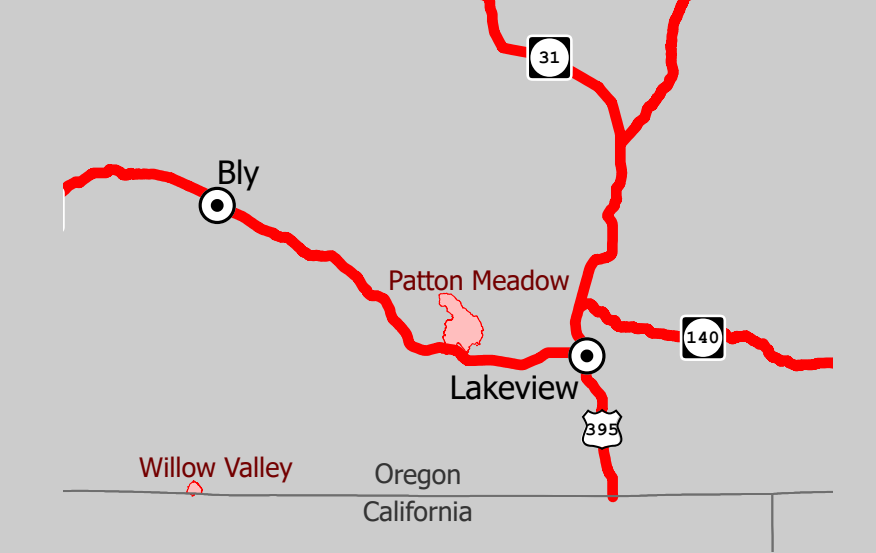 31
Bly
Patton Meadow
140
Lakeview
395
Willow Valley
Oregon
California